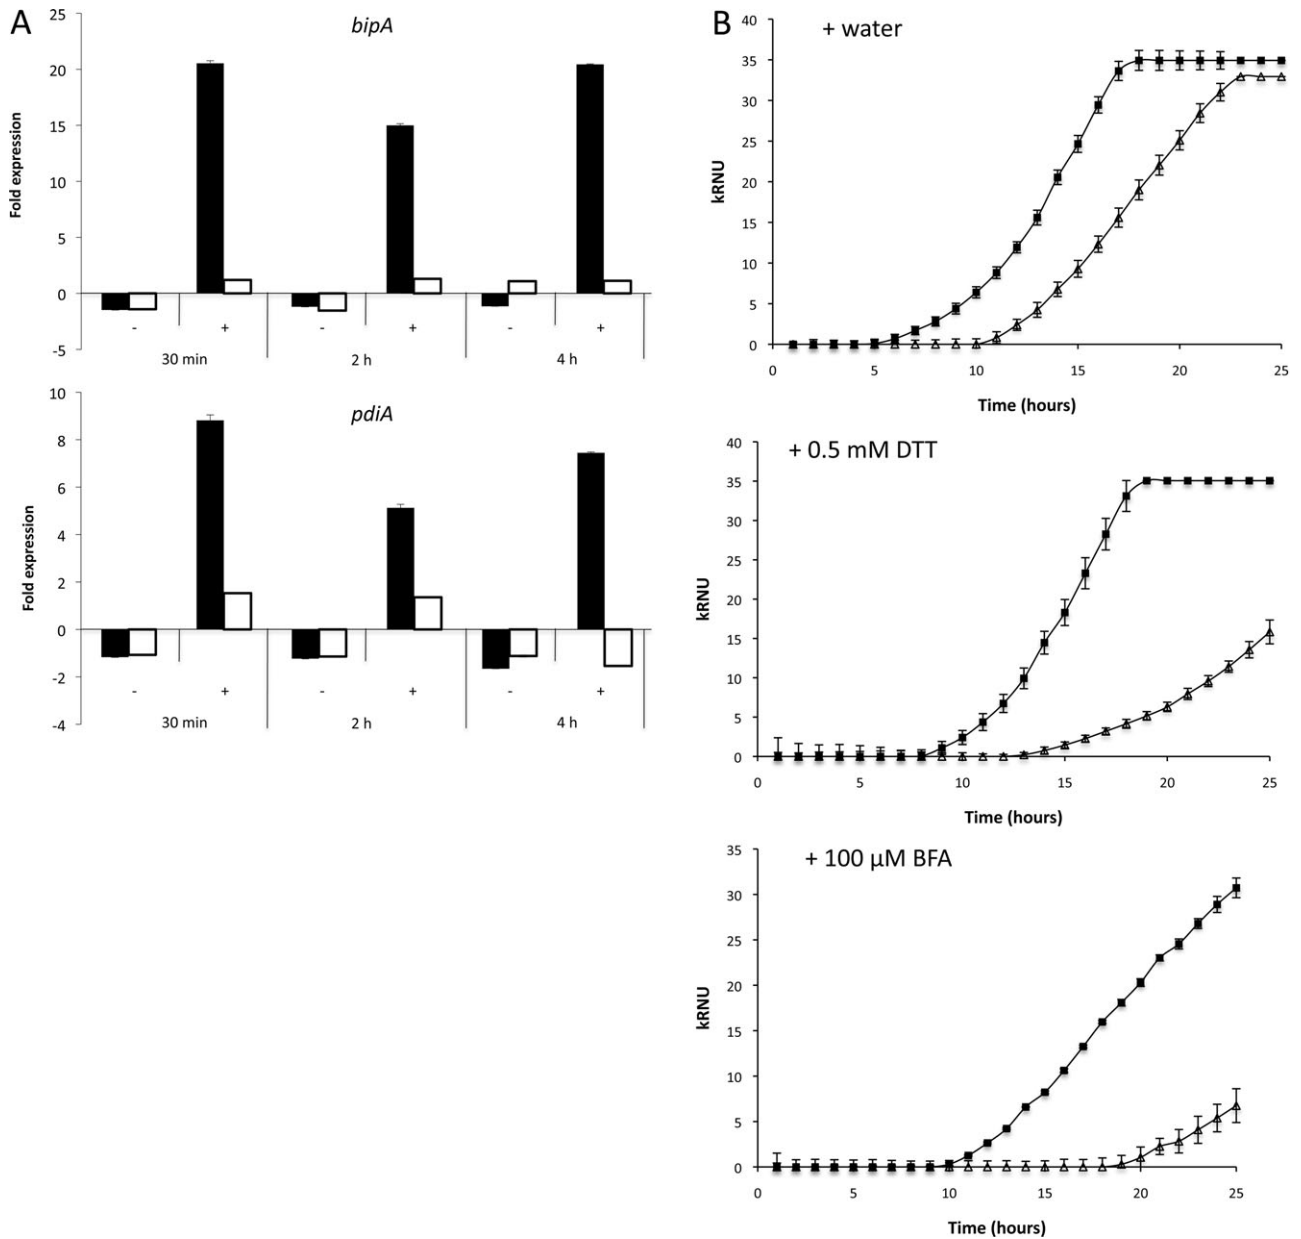 A
bipA
Fold expression
25
20
15
10
5
0
-5
- + - + - +
30 min 2 h 4 h
pdiA
Fold expression
10
8
6
4
2
0
-2
-4
- + - + - +
30 min 2 h 4 h
B
+ water
kRNU
40
35
30
25
20
15
10
5
0
0 5 10 15 20 25
Time (hours)
+ 0.5 mM DTT
kRNU
40
35
30
25
20
15
10
5
0
0 5 10 15 20 25
Time (hours)
+ 100 µM BFA
kRNU
35
30
25
20
15
10
5
0
0 5 10 15 20 25
Time (hours)